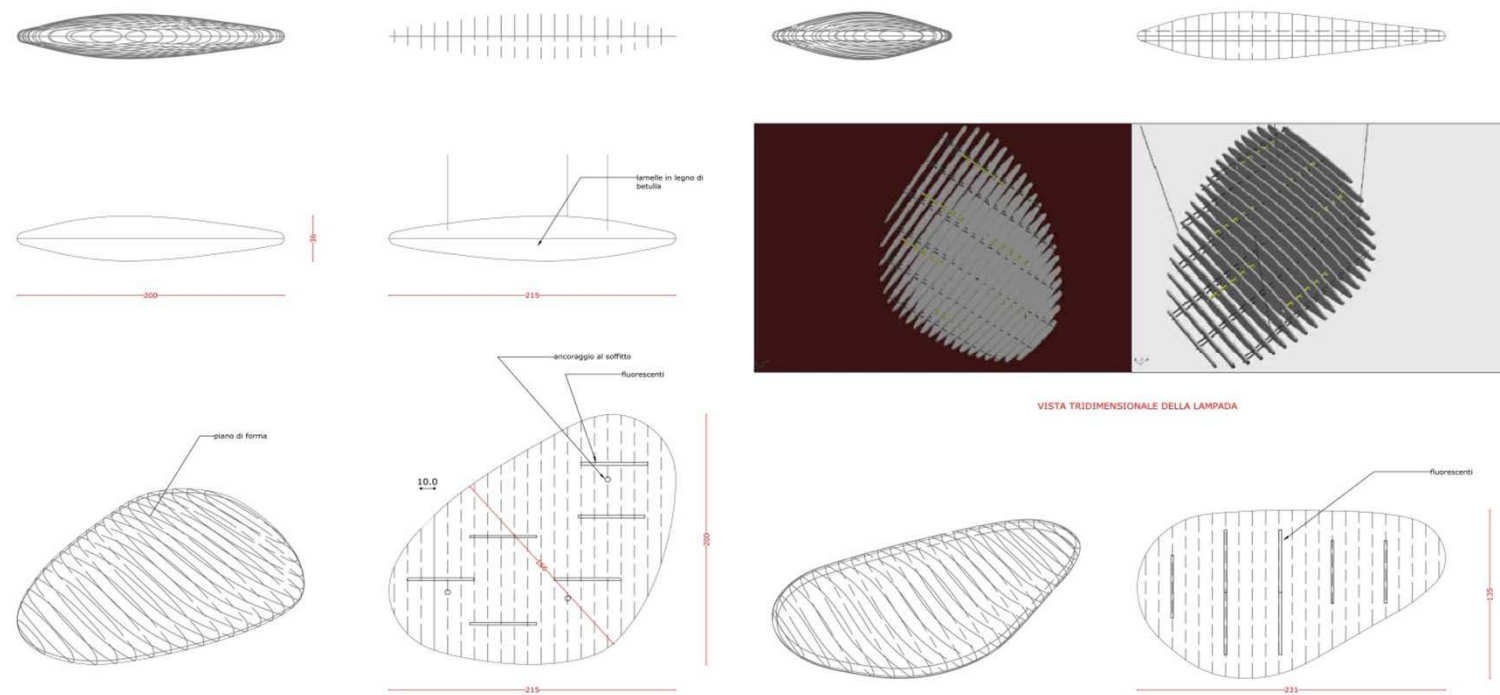 lamelle in legno di
betulla
36
200
215
ancoraggio al soffitto
fluorescenti
VISTA TRIDIMENSIONALE DELLA LAMPADA
piano di forma
10.0
fluorescenti
200
156
135
215
231